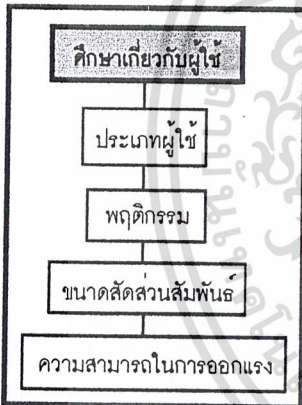 ศึกษาเกี่ยวกับผู้ใช้
ประเภทผู้ใช้
พฤติกรรม
ขนาดสัดส่วนสัมพันธ์
ความสามารถในการออกแรง